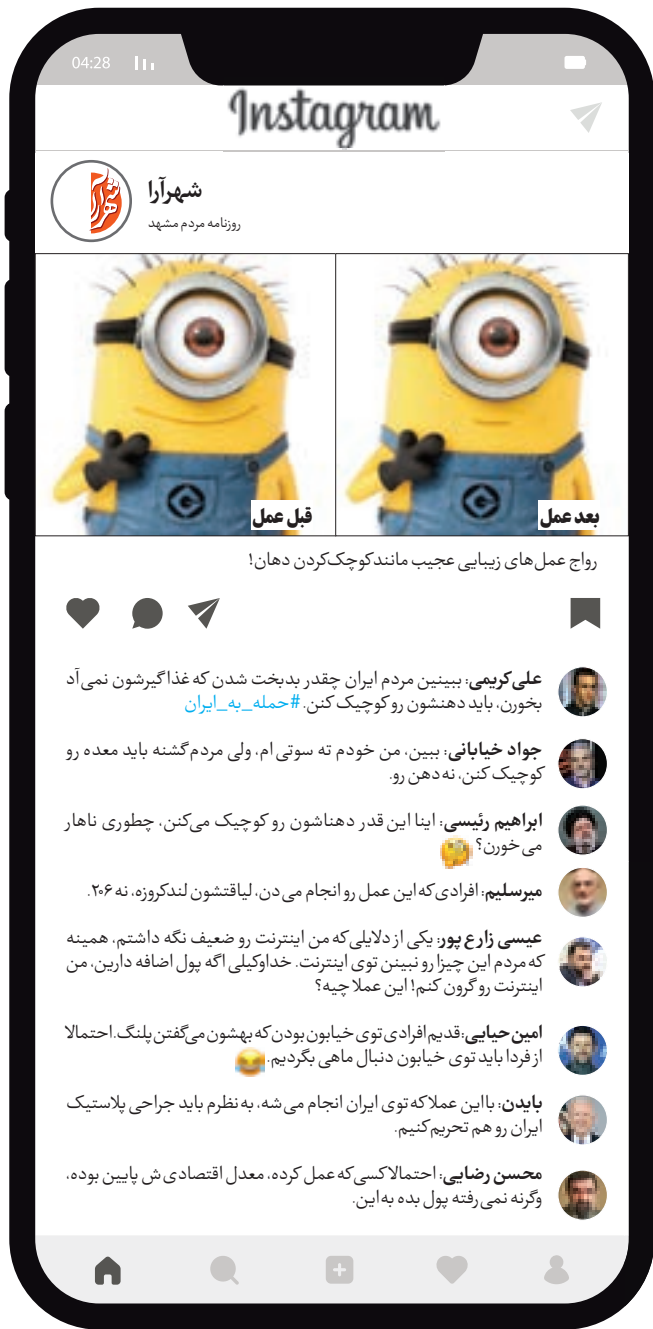 04:28
Instagram
شهرآرا
روزنامه مردم مشهد
قبل عمل
بعد عمل
رواج عمل‌های زیبایی عجیب مانند کوچک‌کردن دهان!
علی کریمی: ببینین مردم ایران چقدر بدبخت شدن که غذا گیرشون نمی‌آد
بخورن، باید دهنشون رو کوچیک کنن. #حمله_به_ایران
جواد خیابانی: ببین، من خودم ته سوتی ام، ولی مردم گشنه باید معده رو
کوچیک کنن، نه دهن رو.
ابراهیم رئیسی: اینا این قدر دهناشون رو کوچیک می‌کنن، چطوری ناهار
می‌خورن؟ 🤔
میرسلیم: افرادی که این عمل رو انجام می‌دن، لیاقتشون لندکروزه، نه ۲۰۶.
عیسی زارع پور: یکی از دلایلی که من اینترنت رو ضعیف نگه داشتم، همینه
که مردم این چیزا رو نبینن توی اینترنت. خداوکیلی اگه پول اضافه دارین، من
اینترنت رو گرون کنم! این عملا چیه؟
امین حیایی: قدیم افرادی توی خیابون بودن که بهشون می‌گفتن پلنگ. احتمالا
از فردا باید توی خیابون دنبال ماهی بگردیم. 😂
بایدن: با این عملا که توی ایران انجام می‌شه، به نظرم باید جراحی پلاستیک
ایران رو هم تحریم کنیم.
محسن رضایی: احتمالا کسی که عمل کرده، معدل اقتصادی ش پایین بوده،
وگرنه نمی‌رفته پول بده به این.